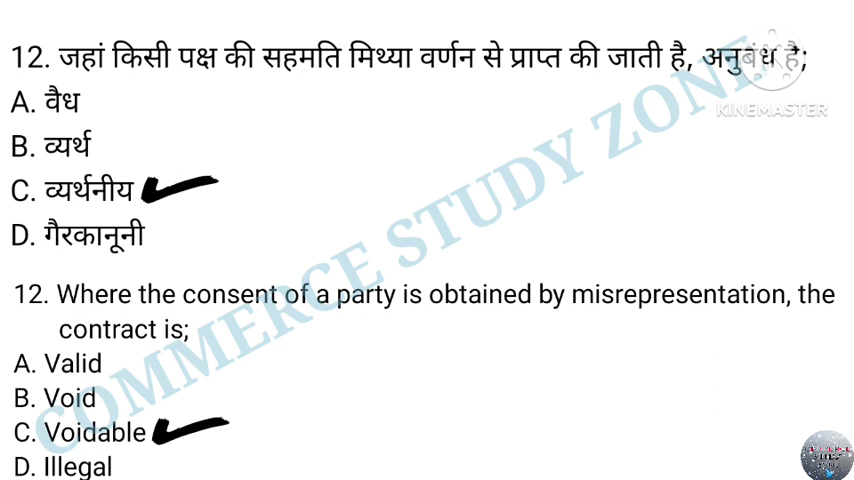 12. जहां किसी पक्ष की सहमति मिथ्या वर्णन से प्राप्त की जाती है, अनुबंध है;
KINEMASTER
A. वैध
B. व्यर्थ
C. व्यर्थनीय
D. गैरकानूनी
COMMERCE STUDY ZONE
12. Where the consent of a party is obtained by misrepresentation, the
contract is;
A. Valid
B. Void
C. Voidable
D. Illegal